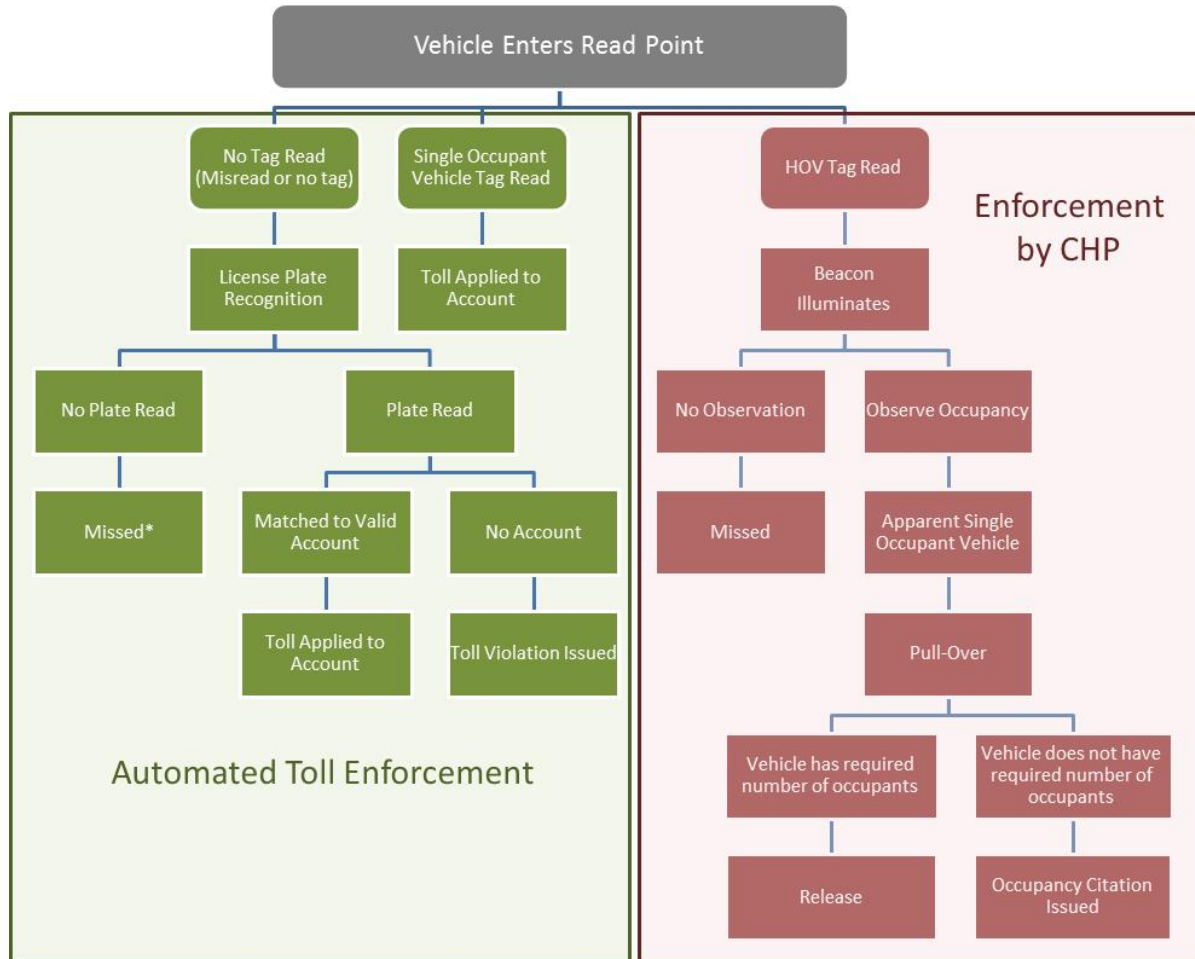 Vehicle Enters Read Point
No Tag Read
(Misread or no tag)
Single Occupant
Vehicle Tag Read
HOV Tag Read
Enforcement
by CHP
License Plate
Recognition
Toll Applied to
Account
Beacon
Illuminates
No Plate Read
Plate Read
No Observation
Observe Occupancy
Missed*
Matched to Valid
Account
No Account
Missed
Apparent Single
Occupant Vehicle
Toll Applied to
Account
Toll Violation Issued
Pull-Over
Automated Toll Enforcement
Vehicle has required
number of occupants
Vehicle does not have
required number of
occupants
Release
Occupancy Citation
Issued